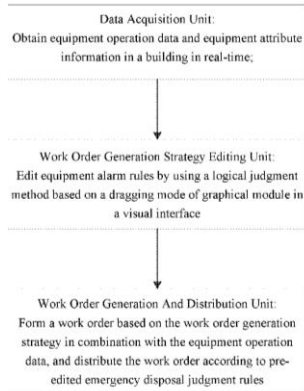 Data Acquisition Unit:
Obtain equipment operation data and equipment attribute
information in a building in real-time;
Work Order Generation Strategy Editing Unit:
Edit equipment alarm rules by using a logical judgment
method based on a dragging mode of graphical module in
a visual interface
Work Order Generation And Distribution Unit:
Form a work order based on the work order generation
strategy in combination with the equipment operation
data, and distribute the work order according to pre-
edited emergency disposal judgment rules